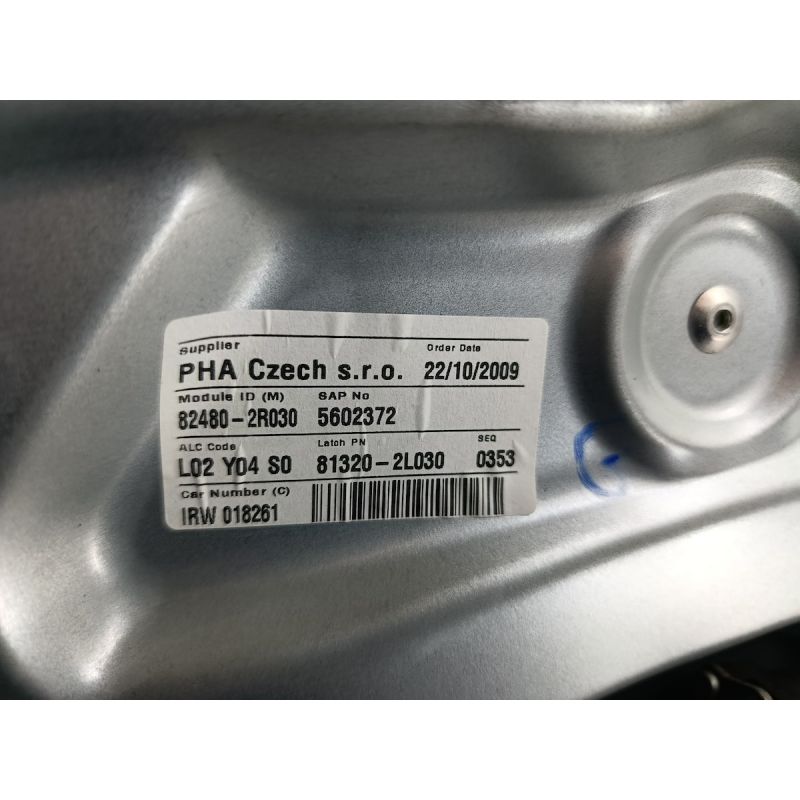 Supplier Order Date
PHA Czech s.r.o. 22/10/2009
Module ID (M) SAP No
82480-2R030 5602372
ALC Code Latch PN SEQ
L02 Y04 S0 81320-2L030 0353
Car Number (C)
IRW 018261
G